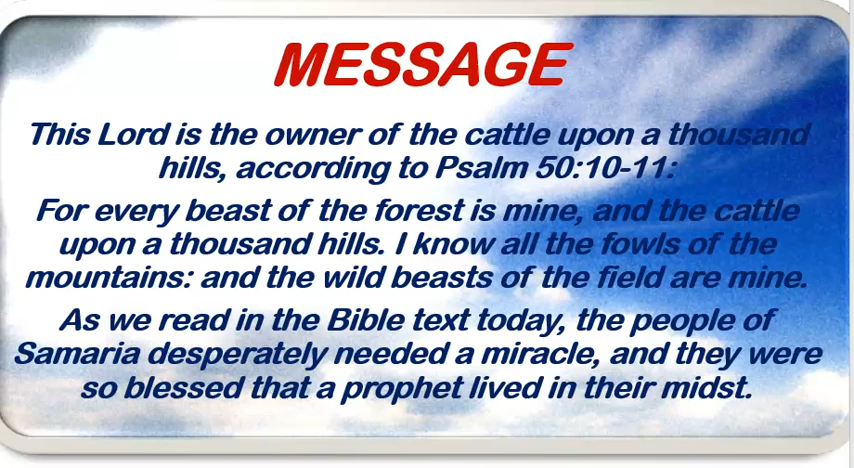 MESSAGE
This Lord is the owner of the cattle upon a thousand
hills, according to Psalm 50:10-11:
For every beast of the forest is mine, and the cattle
upon a thousand hills. I know all the fowls of the
mountains: and the wild beasts of the field are mine.
As we read in the Bible text today, the people of
Samaria desperately needed a miracle, and they were
so blessed that a prophet lived in their midst.